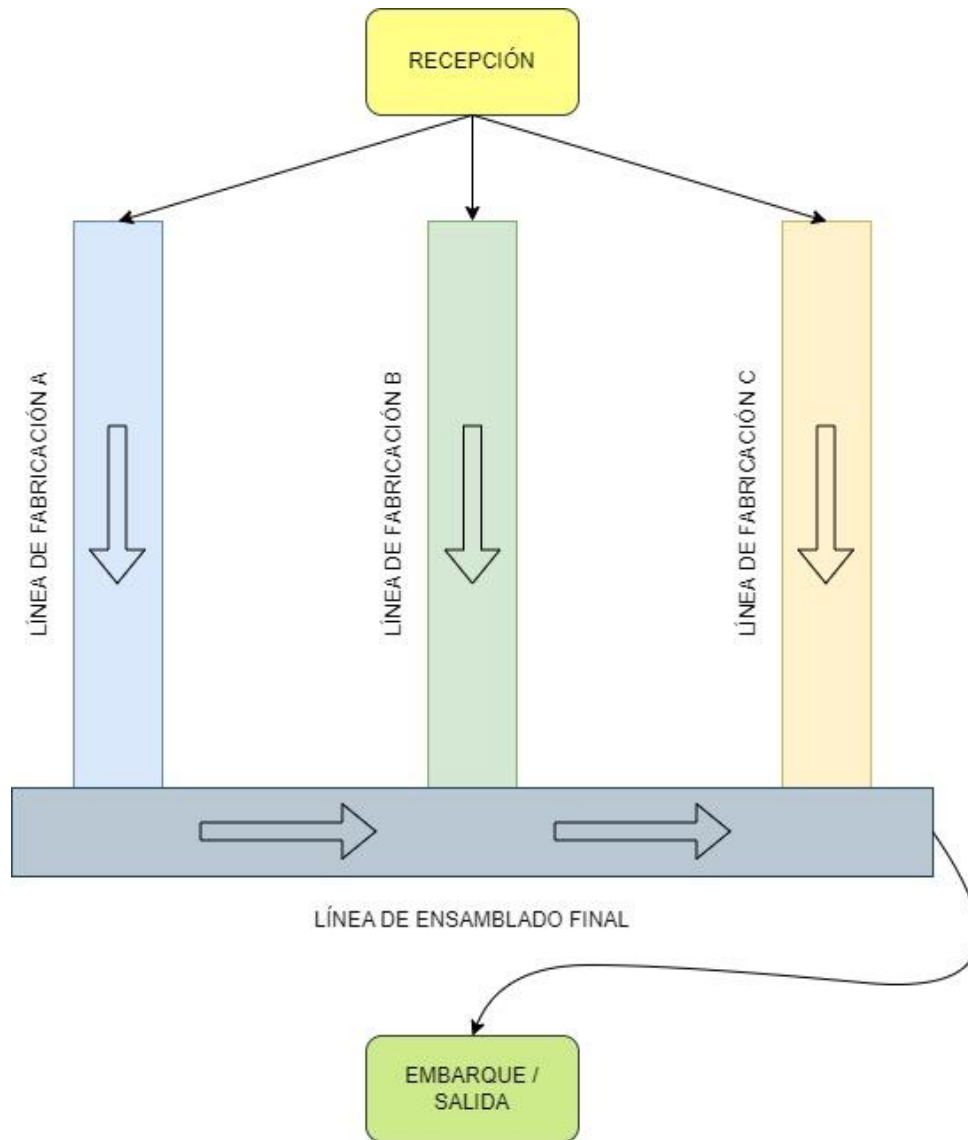 RECEPCIÓN
LÍNEA DE FABRICACIÓN A
LÍNEA DE FABRICACIÓN B
LÍNEA DE FABRICACIÓN C
LÍNEA DE ENSAMBLADO FINAL
EMBARQUE /
SALIDA